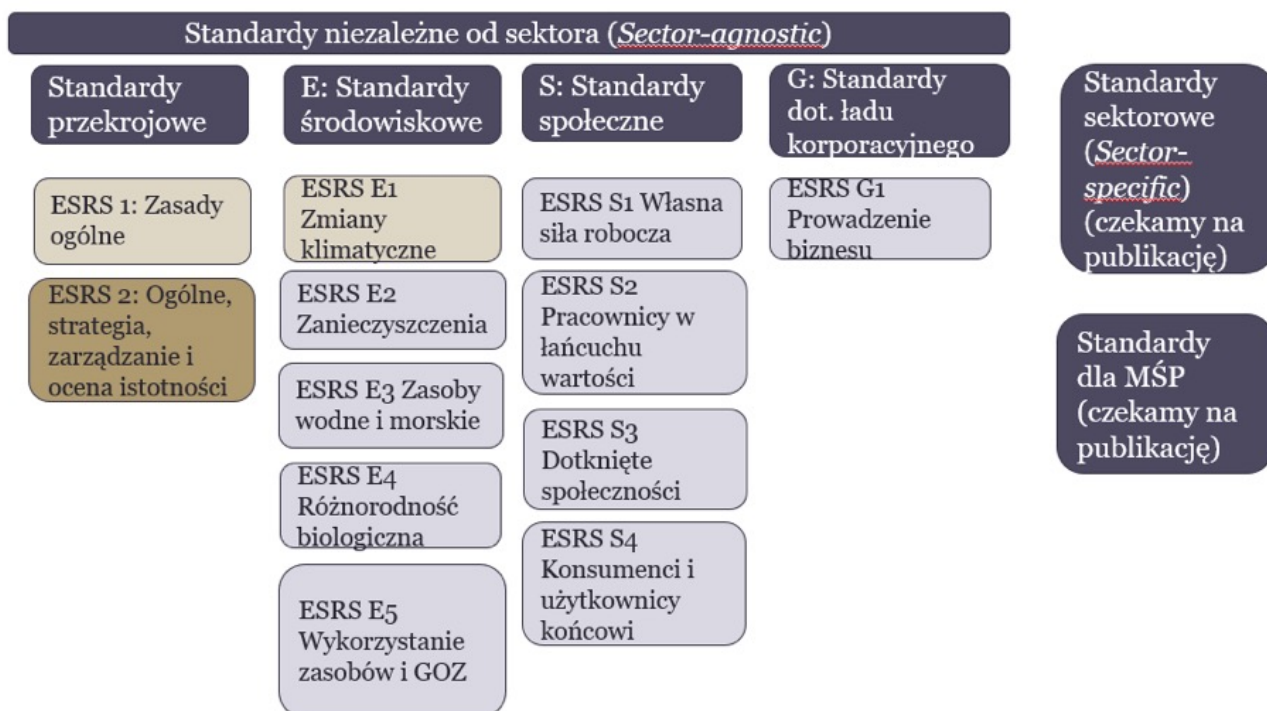 Standardy niezależne od sektora (Sector-agnostic)
Standardy
przekrojowe
ESRS 1: Zasady
ogólne
ESRS 2: Ogólne,
strategia,
zarządzanie i
ocena istotności
E: Standardy
środowiskowe
ESRS E1
Zmiany
klimatyczne
ESRS E2
Zanieczyszczenia
ESRS E3 Zasoby
wodne i morskie
ESRS E4
Różnorodność
biologiczna
ESRS E5
Wykorzystanie
zasobów i GOZ
S: Standardy
społeczne
ESRS S1 Własna
siła robocza
ESRS S2
Pracownicy w
łańcuchu
wartości
ESRS S3
Dotknięte
społeczności
ESRS S4
Konsumenci i
użytkownicy
końcowi
G: Standardy
dot. ładu
korporacyjnego
ESRS G1
Prowadzenie
biznesu
Standardy
sektorowe
(Sector-
specific)
(czekamy na
publikację)
Standardy
dla MŚP
(czekamy na
publikację)